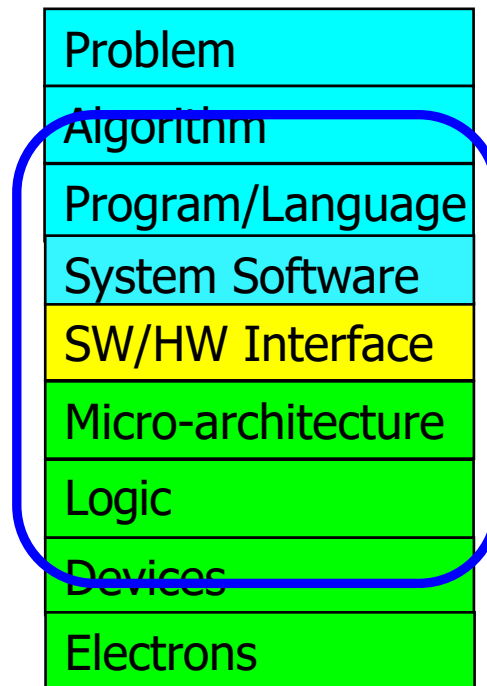 Problem
Algorithm
Program/Language
System Software
SW/HW Interface
Micro-architecture
Logic
Devices
Electrons